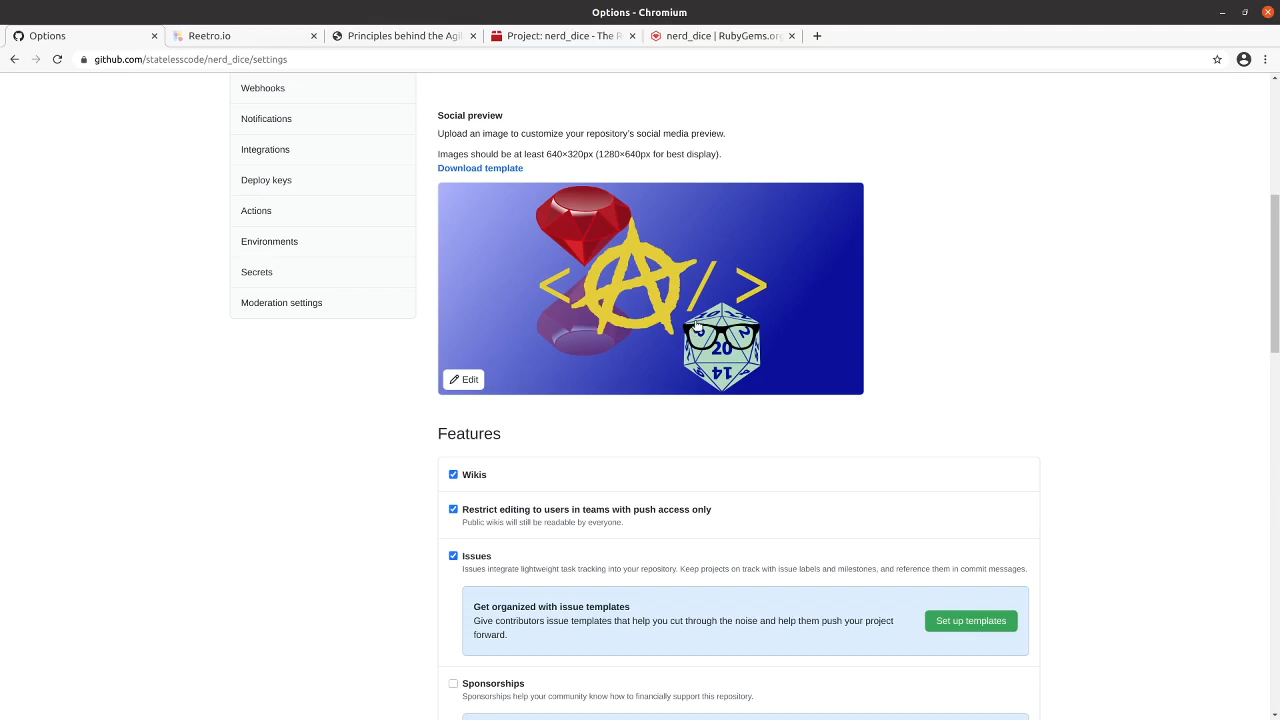 Options - Chromium
Options
Reetro.io
Principles behind the Agil
Project: nerd_dice - The R
nerd_dice | RubyGems.org
github.com/statelesscode/nerd_dice/settings
Webhooks
Notifications
Integrations
Deploy keys
Actions
Environments
Secrets
Moderation settings
Social preview
Upload an image to customize your repository's social media preview.
Images should be at least 640×320px (1280×640px for best display).
Download template
< A / >
2
20
14
Edit
Features
Wikis
Restrict editing to users in teams with push access only
Public wikis will still be readable by everyone.
Issues
Issues integrate lightweight task tracking into your repository. Keep projects on track with issue labels and milestones, and reference them in commit messages.
Get organized with issue templates
Give contributors issue templates that help you cut through the noise and help them push your project
forward.
Set up templates
Sponsorships
Sponsorships help your community know how to financially support this repository.